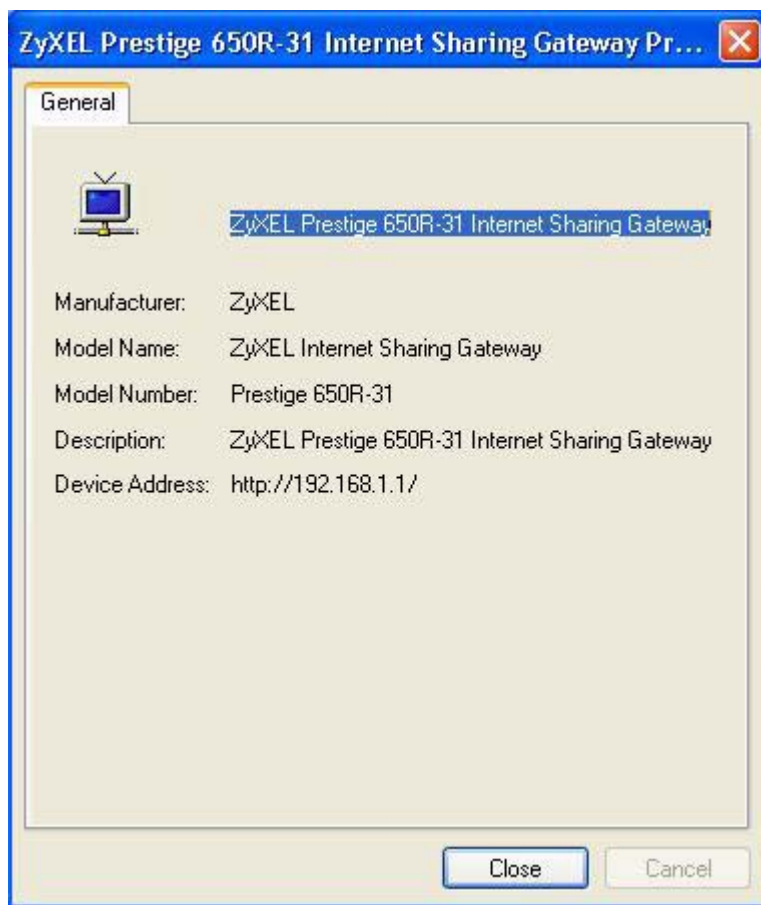 ZyXEL Prestige 650R-31 Internet Sharing Gateway Pr...
General
ZyXEL Prestige 650R-31 Internet Sharing Gateway
Manufacturer: ZyXEL
Model Name: ZyXEL Internet Sharing Gateway
Model Number: Prestige 650R-31
Description: ZyXEL Prestige 650R-31 Internet Sharing Gateway
Device Address: http://192.168.1.1/
Close Cancel